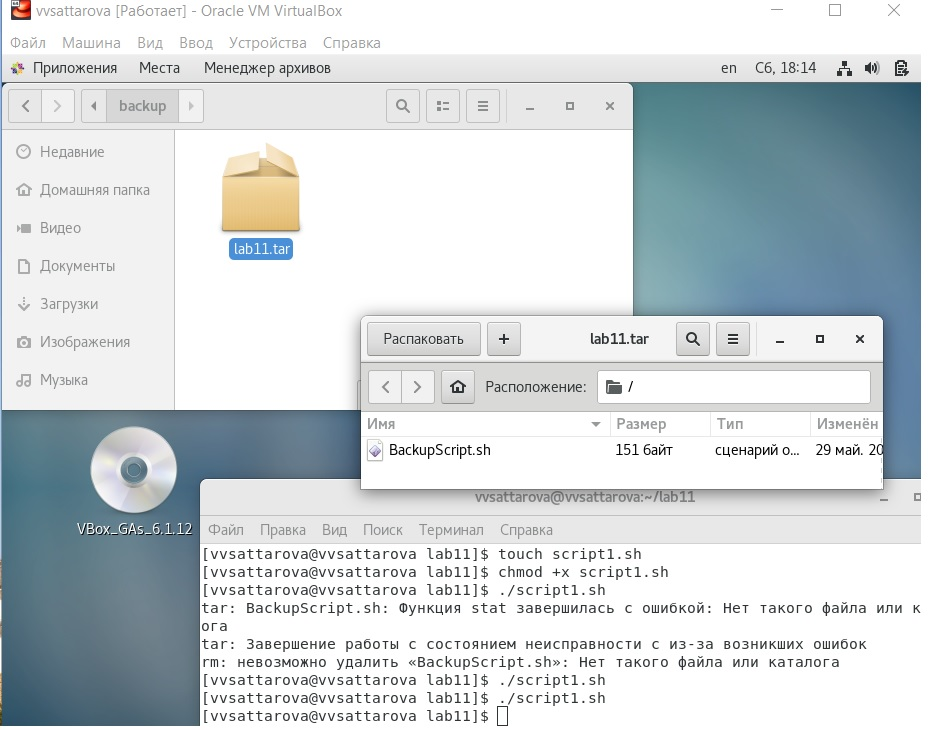 vvsattarova [Работает] - Oracle VM VirtualBox
Файл Машина Вид Ввод Устройства Справка
Приложения Места Менеджер архивов en Сб, 18:14
backup
Недавние
Домашняя папка
Видео
Документы
Загрузки
Изображения
Музыка
lab11.tar
Распаковать + lab11.tar
Расположение: /
Имя Размер Тип Изменён
BackupScript.sh 151 байт сценарий о... 29 май. 20
VBox_GAs_6.1.12
vvsattarova@vvsattarova:~/lab11
Файл Правка Вид Поиск Терминал Справка
[vvsattarova@vvsattarova lab11]$ touch script1.sh
[vvsattarova@vvsattarova lab11]$ chmod +x script1.sh
[vvsattarova@vvsattarova lab11]$ ./script1.sh
tar: BackupScript.sh: Функция stat завершилась с ошибкой: Нет такого файла или к
ога
tar: Завершение работы с состоянием неисправности с из-за возникших ошибок
rm: невозможно удалить «BackupScript.sh»: Нет такого файла или каталога
[vvsattarova@vvsattarova lab11]$ ./script1.sh
[vvsattarova@vvsattarova lab11]$ ./script1.sh
[vvsattarova@vvsattarova lab11]$